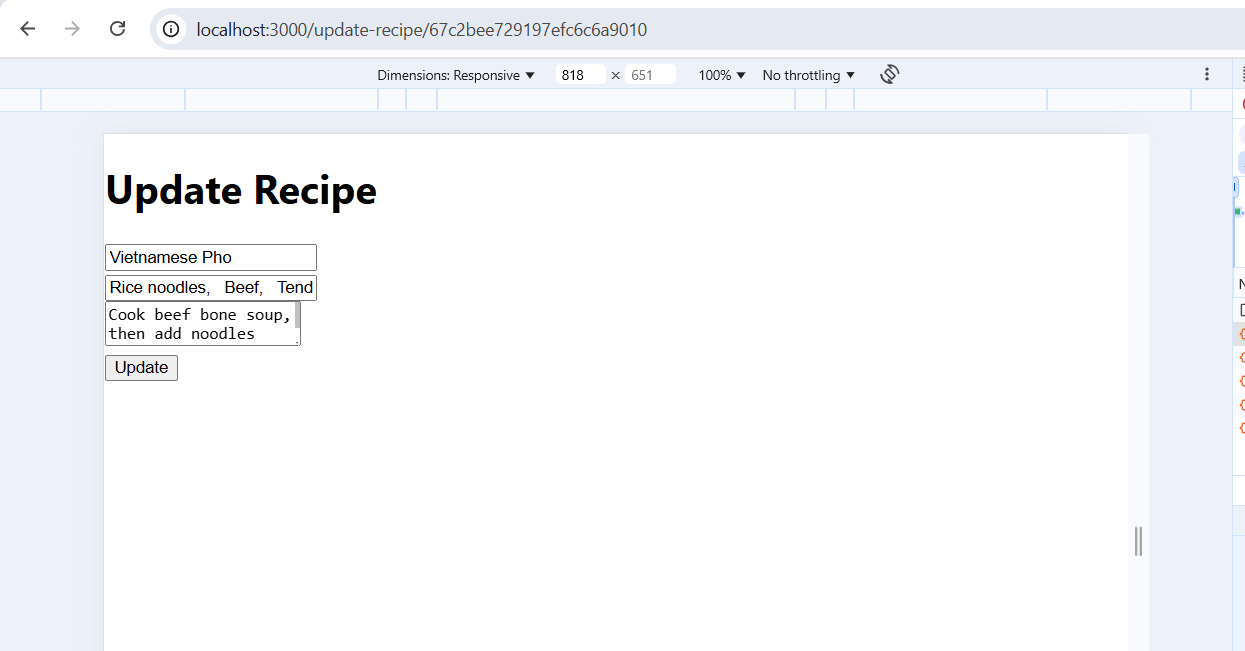 localhost:3000/update-recipe/67c2bee729197efc6c6a9010
Dimensions: Responsive ▼ 818 × 651 100% ▼ No throttling ▼
Update Recipe
Vietnamese Pho
Rice noodles,   Beef,   Tend
Cook beef bone soup,
then add noodles
Update